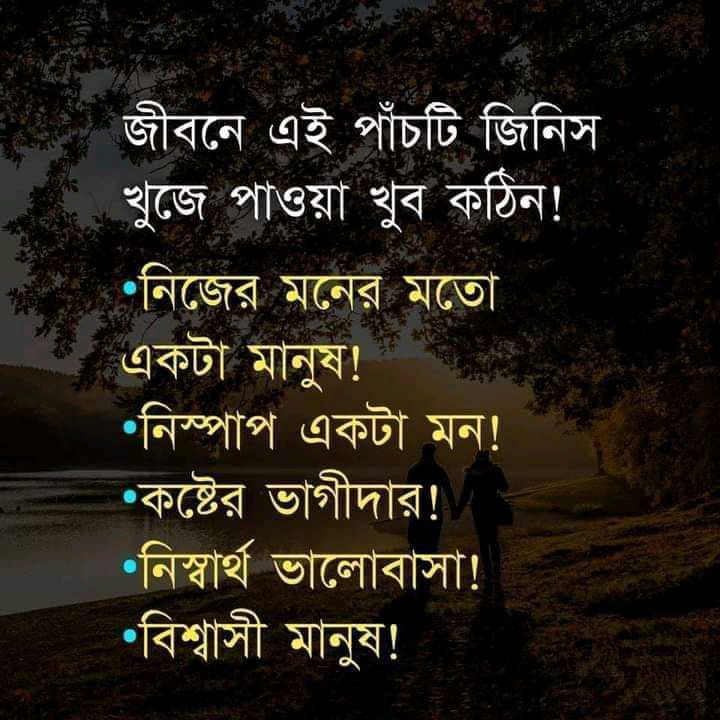 জীবনে এই পাঁচটি জিনিস
খুজে পাওয়া খুব কঠিন!
•নিজের মনের মতো
একটা মানুষ!
•নিস্পাপ একটা মন!
•কষ্টের ভাগীদার!
•নিস্বার্থ ভালোবাসা!
•বিশ্বাসী মানুষ!